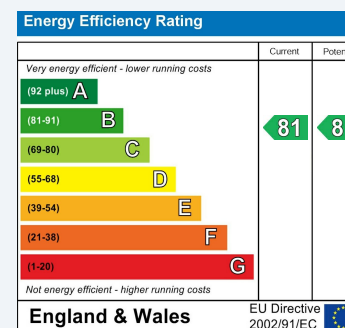 Energy Efficiency Rating
Current
Very energy efficient - lower running costs
(92 plus) A
(81-91) B
81
(69-80) C
(55-68) D
(39-54) E
(21-38) F
(1-20) G
Not energy efficient - higher running costs
England & Wales
EU Directive
2002/91/EC